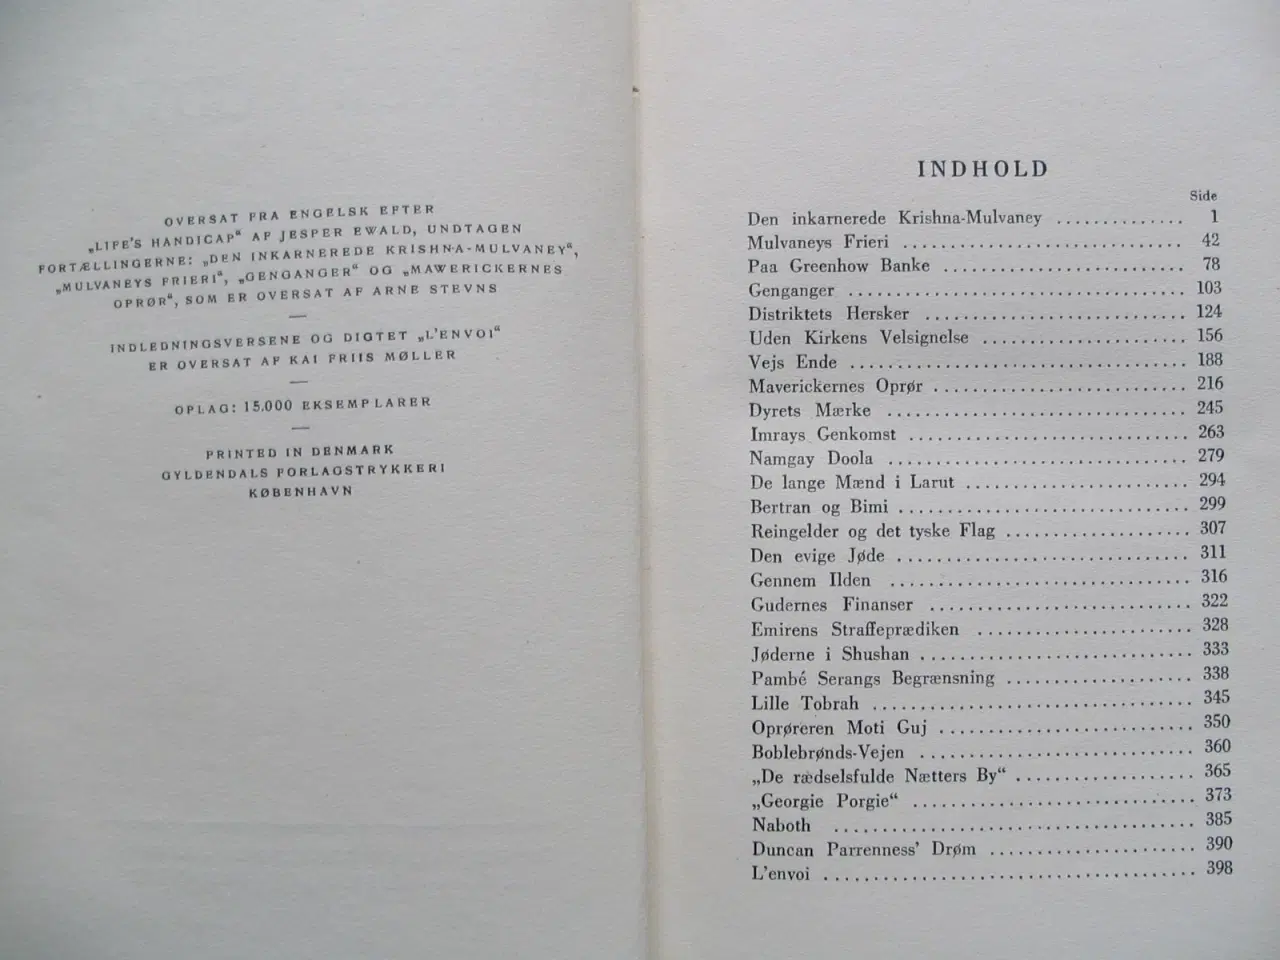 OVERSAT FRA ENGELSK EFTER
„LIFE'S HANDICAP“ AF JESPER EWALD, UNDTAGEN
FORTÆLLINGERNE: „DEN INKARNEREDE KRISHNA-MULVANEY“,
„MULVANEYS FRIERI“, „GENGANGER“ OG „MAWERICKERNES
OPRØR“, SOM ER OVERSAT AF ARNE STEVNS
—
INDLEDNINGSVERSENE OG DIGTET „L'ENVOI“
ER OVERSAT AF KAI FRIIS MØLLER
—
OPLAG: 15.000 EKSEMPLARER
—
PRINTED IN DENMARK
GYLDENDALS FORLAGSTRYKKERI
KØBENHAVN
INDHOLD
Side
Den inkarnerede Krishna-Mulvaney .............. 1
Mulvaneys Frieri .............................. 42
Paa Greenhow Banke .......................... 78
Genganger .................................... 103
Distriktets Hersker ............................ 124
Uden Kirkens Velsignelse ...................... 156
Vejs Ende .................................... 188
Maverickernes Oprør ........................... 216
Dyrets Mærke ................................ 245
Imrays Genkomst .............................. 263
Namgay Doola ................................ 279
De lange Mænd i Larut ........................ 294
Bertran og Bimi ............................... 299
Reingelder og det tyske Flag .................... 307
Den evige Jøde ................................ 311
Gennem Ilden ................................ 316
Gudernes Finanser ............................ 322
Emirens Straffeprædiken ....................... 328
Jøderne i Shushan ............................. 333
Pambé Serangs Begrænsning .................... 338
Lille Tobrah .................................. 345
Oprøreren Moti Guj ........................... 350
Boblebrønds-Vejen ............................. 360
„De rædselsfulde Nætters By“ ................... 365
„Georgie Porgie“ .............................. 373
Naboth ...................................... 385
Duncan Parrenness' Drøm ...................... 390
L'envoi ....................................... 398